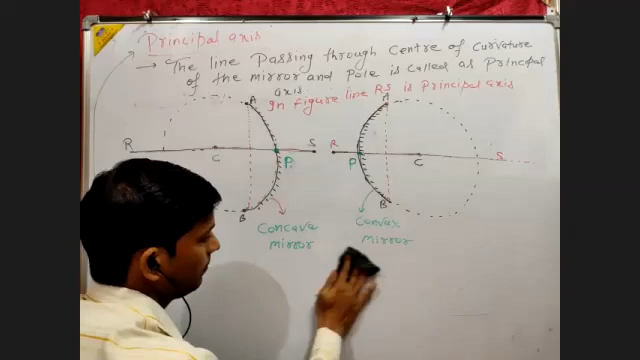 Principal axis
→ The line Passing through Centre of Curvature
of the mirror and Pole is Called as Principal
axis
In figure line RS is Principal axis
A A
R C P S R P C S
B B
Concave Convex
mirror mirror